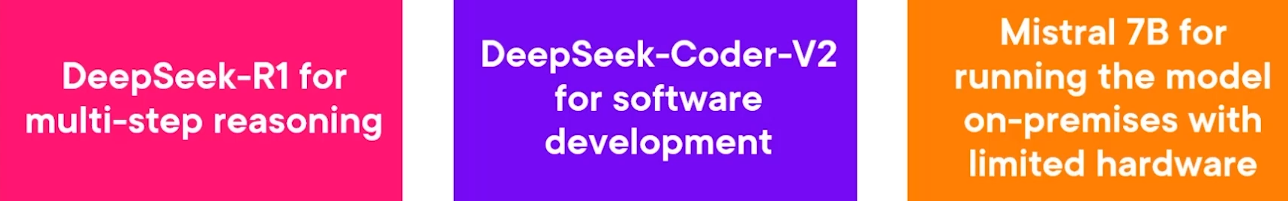 DeepSeek-R1 for
multi-step reasoning
DeepSeek-Coder-V2
for software
development
Mistral 7B for
running the model
on-premises with
limited hardware